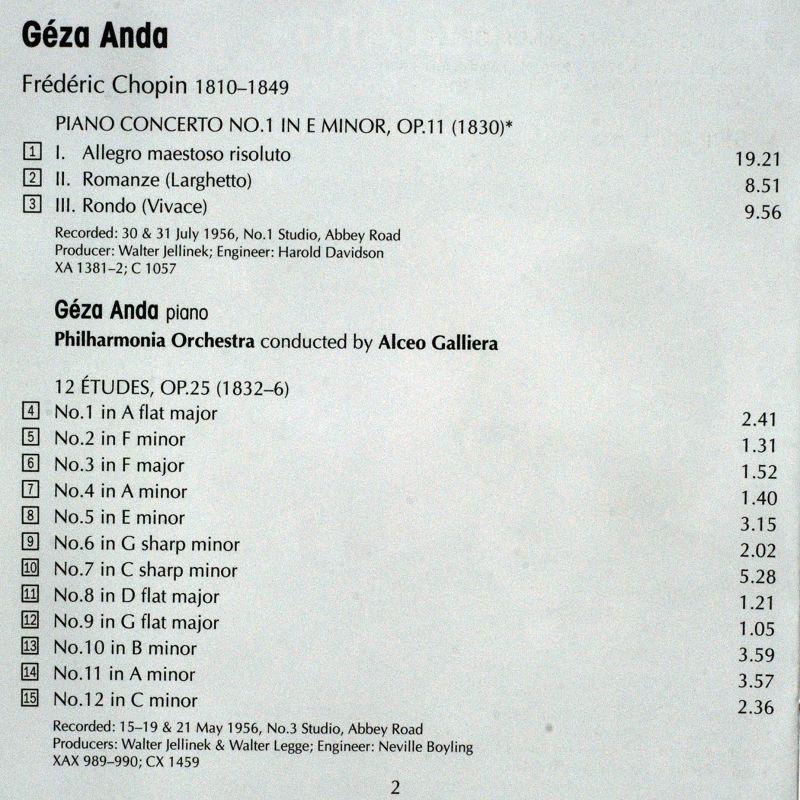 Géza Anda
Frédéric Chopin 1810–1849
PIANO CONCERTO NO.1 IN E MINOR, OP.11 (1830)*
1 I. Allegro maestoso risoluto 19.21
2 II. Romanze (Larghetto) 8.51
3 III. Rondo (Vivace) 9.56
Recorded: 30 & 31 July 1956, No.1 Studio, Abbey Road
Producer: Walter Jellinek; Engineer: Harold Davidson
XA 1381–2; C 1057
Géza Anda piano
Philharmonia Orchestra conducted by Alceo Galliera
12 ÉTUDES, OP.25 (1832–6)
4 No.1 in A flat major 2.41
5 No.2 in F minor 1.31
6 No.3 in F major 1.52
7 No.4 in A minor 1.40
8 No.5 in E minor 3.15
9 No.6 in G sharp minor 2.02
10 No.7 in C sharp minor 5.28
11 No.8 in D flat major 1.21
12 No.9 in G flat major 1.05
13 No.10 in B minor 3.59
14 No.11 in A minor 3.57
15 No.12 in C minor 2.36
Recorded: 15–19 & 21 May 1956, No.3 Studio, Abbey Road
Producers: Walter Jellinek & Walter Legge; Engineer: Neville Boyling
XAX 989–990; CX 1459
2